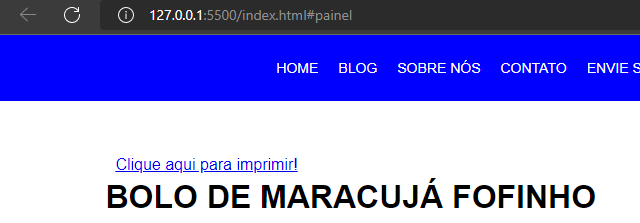 127.0.0.1:5500/index.html#painel
HOME BLOG SOBRE NÓS CONTATO ENVIE S
Clique aqui para imprimir!
BOLO DE MARACUJÁ FOFINHO